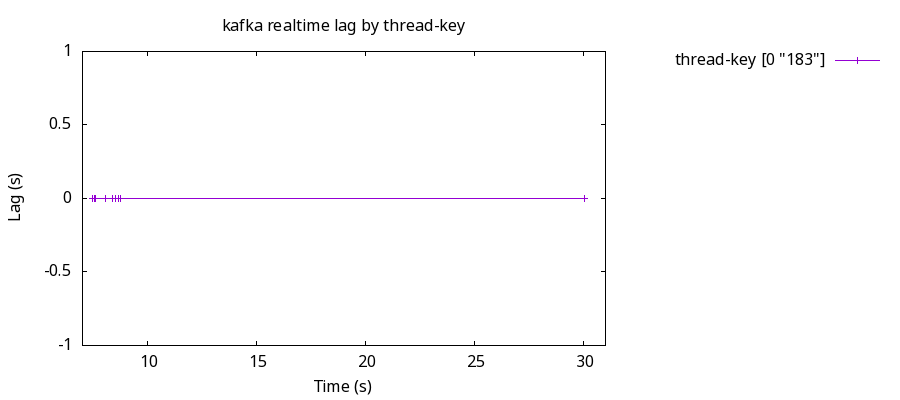 kafka realtime lag by thread-key
thread-key [0 "183"]
1
0.5
0
-0.5
-1
Lag (s)
10 15 20 25 30
Time (s)